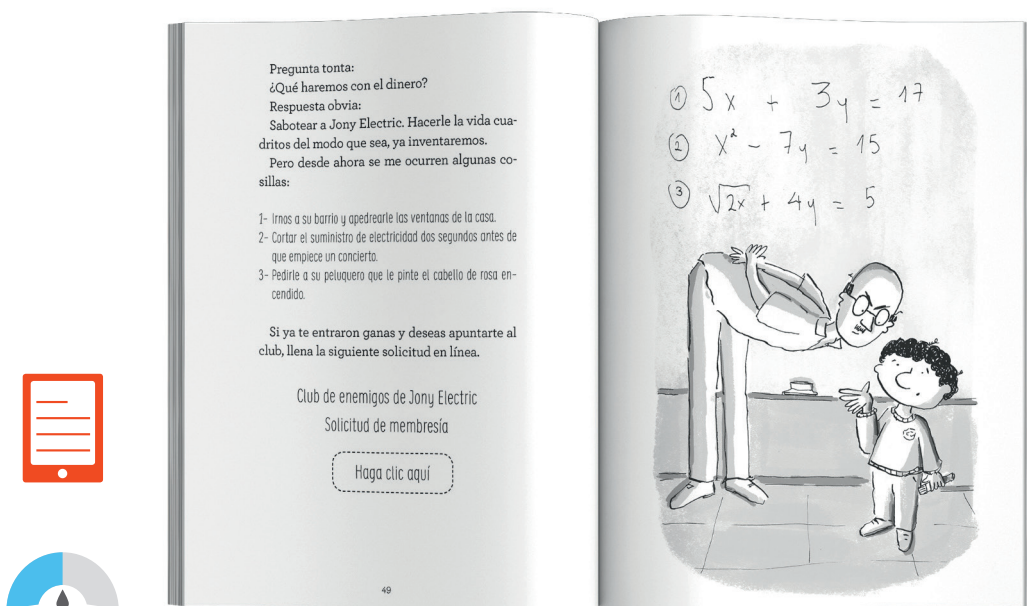 Pregunta tonta:
¿Qué haremos con el dinero?
Respuesta obvia:
Sabotear a Jony Electric. Hacerle la vida cua-
dritos del modo que sea, ya inventaremos.
Pero desde ahora se me ocurren algunas co-
sillas:
1- Irnos a su barrio y apedrearle las ventanas de la casa.
2- Cortar el suministro de electricidad dos segundos antes de
que empiece un concierto.
3- Pedirle a su peluquero que le pinte el cabello de rosa en-
cendido.
Si ya te entraron ganas y deseas apuntarte al
club, llena la siguiente solicitud en línea.
Club de enemigos de Jony Electric
Solicitud de membresía
Haga clic aquí
49
① 5x + 3y = 17
② x² - 7y = 15
③ √2x + 4y = 5